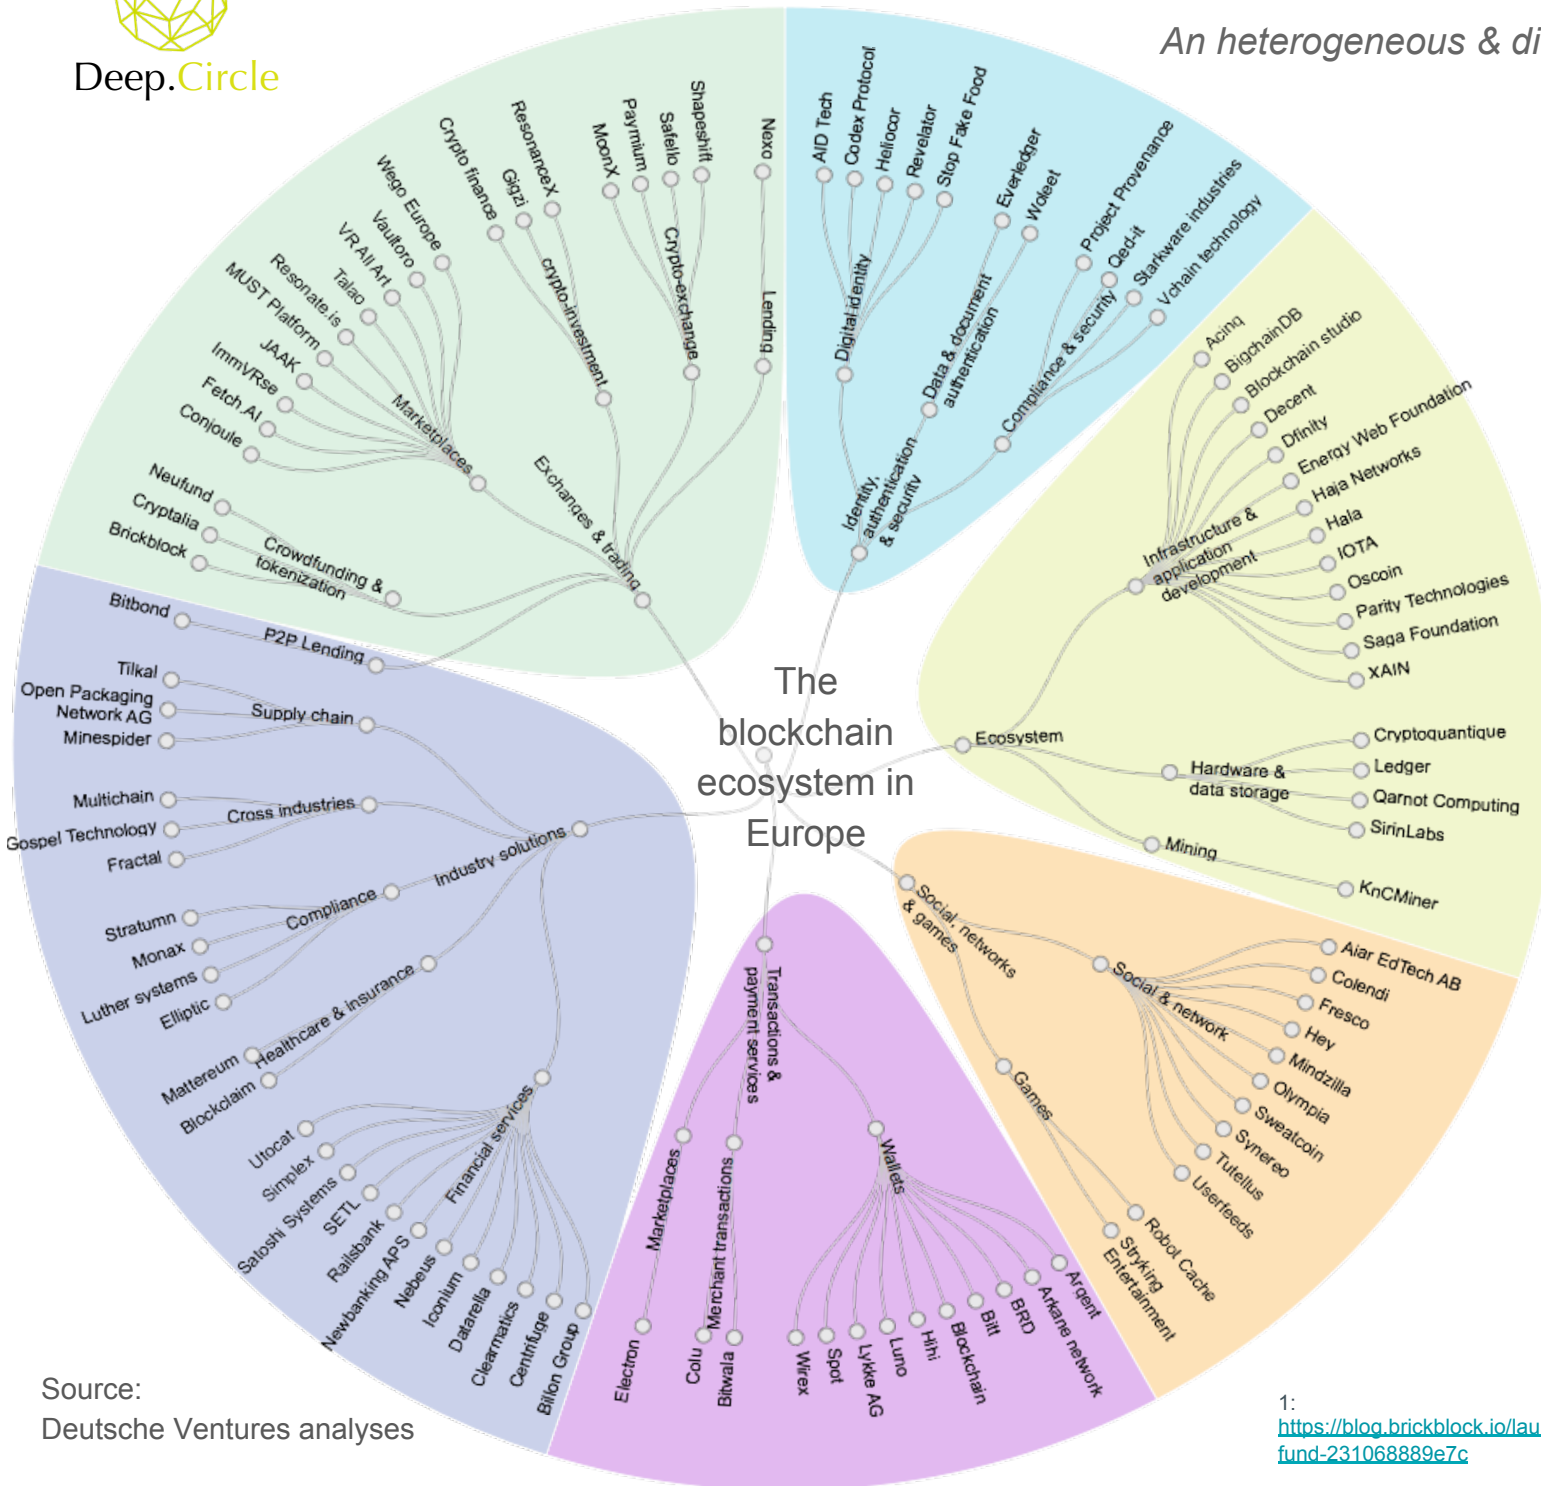 Deep.Circle
An heterogeneous & di
The
blockchain
ecosystem in
Europe
Exchanges & trading
Lending
Nexo
Crypto-exchange
Shapeshift
Safello
Paymium
MoonX
crypto-investment
ResonanceX
Gigzi
Crypto finance
Marketplaces
Wego Europe
Vaultoro
VR All Art
Talao
Resonate.is
MUST Platform
JAAK
ImmVRse
Fetch.AI
Conjoule
Crowdfunding &
tokenization
Neufund
Cryptalia
Brickblock
P2P Lending
Bitbond
Identity,
authentication
& security
Digital identity
AID Tech
Codex Protocol
Heliocor
Revelator
Stop Fake Food
Data & document
authentication
Everledger
Woleet
Compliance & security
Project Provenance
Qed-it
Starkware industries
Vchain technology
Ecosystem
Infrastructure &
application
development
Acinq
BigchainDB
Blockchain studio
Decent
Dfinity
Energy Web Foundation
Haja Networks
Hala
IOTA
Oscoin
Parity Technologies
Saga Foundation
XAIN
Hardware &
data storage
Cryptoquantique
Ledger
Qarnot Computing
SirinLabs
Mining
KnCMiner
Social, networks
& games
Social & network
Aiar EdTech AB
Colendi
Fresco
Hey
Mindzilla
Olympia
Sweatcoin
Synereo
Tutellus
Userfeeds
Games
Robot Cache
Stryking
Entertainment
Transactions &
payment services
Wallets
Argent
Arkane network
BRD
Bitt
Blockchain
Hihi
Luno
Lykke AG
Spot
Wirex
Merchant transactions
Bitwala
Colu
Marketplaces
Electron
Industry solutions
Supply chain
Tilkal
Open Packaging
Network AG
Minespider
Cross industries
Multichain
Gospel Technology
Fractal
Compliance
Stratumn
Monax
Luther systems
Elliptic
Healthcare & insurance
Mattereum
Blockclaim
Financial services
Utocat
Simplex
Satoshi Systems
SETL
Railsbank
Newbanking APS
Nebeus
Iconium
Datarella
Clearmatics
Centrifuge
Billon Group
Source:
Deutsche Ventures analyses
1:
https://blog.brickblock.io/lau
fund-231068889e7c